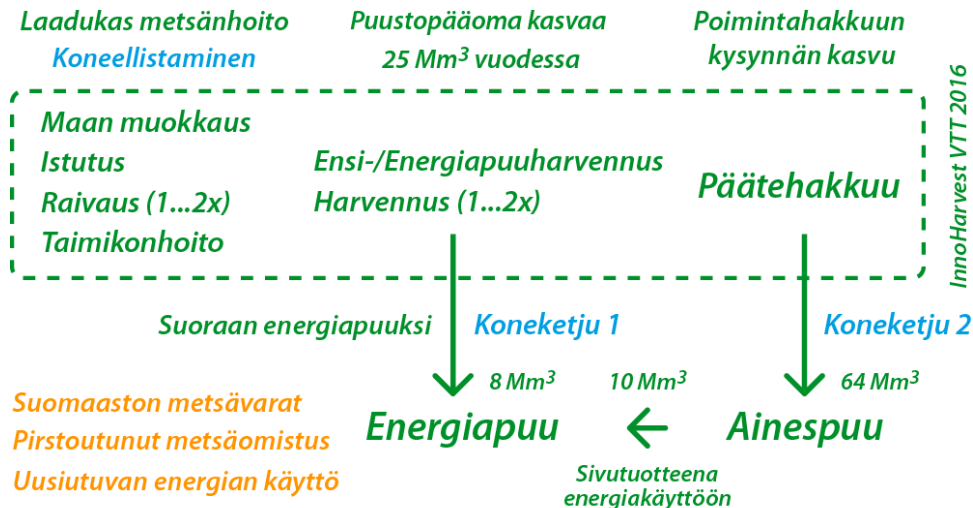 Laadukas metsänhoito
Koneellistaminen
Puustopääoma kasvaa
25 Mm³ vuodessa
Poimintahakkuun
kysynnän kasvu
Maan muokkaus
Istutus
Raivaus (1...2x)
Taimikonhoito
Ensi-/Energiapuuharvennus
Harvennus (1...2x)
Päätehakkuu
InnoHarvest VTT 2016
Suoraan energiapuuksi
Koneketju 1
Koneketju 2
8 Mm³
10 Mm³
64 Mm³
Suomaaston metsävarat
Pirstoutunut metsäomistus
Uusiutuvan energian käyttö
Energiapuu
Ainespuu
Sivutuotteena
energiakäyttöön